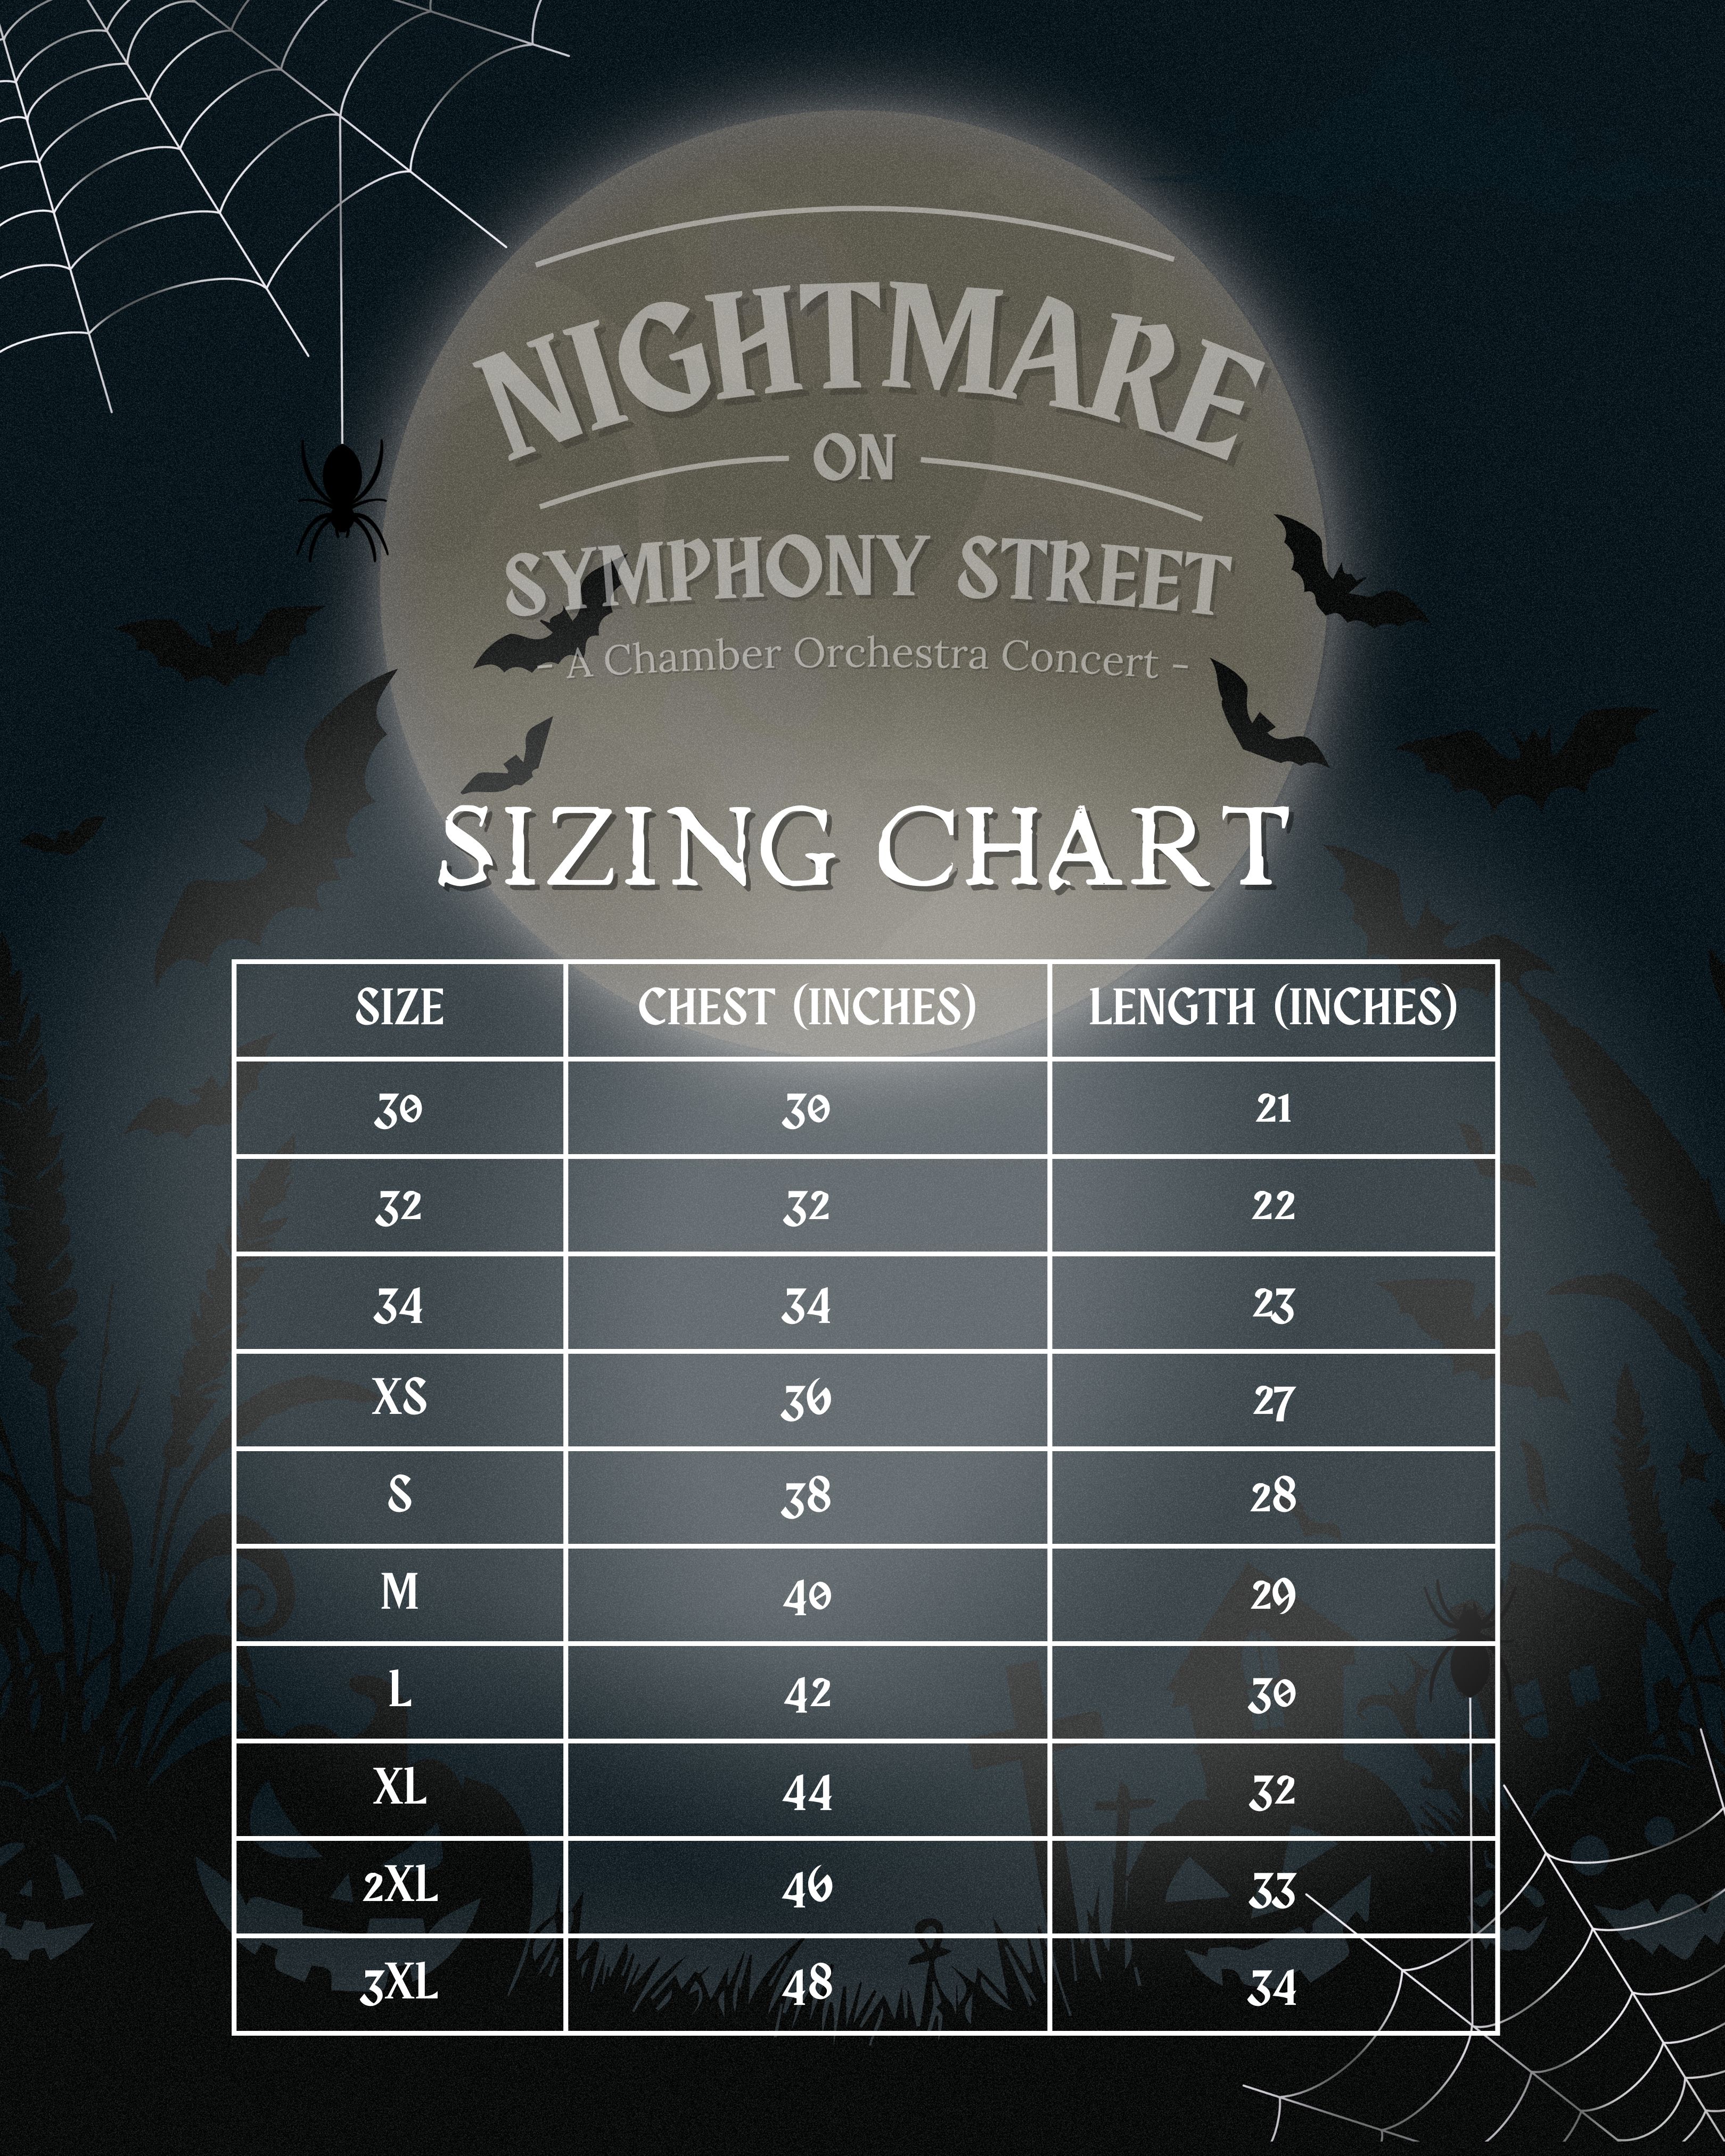 NIGHTMARE
ON
SYMPHONY STREET
- A Chamber Orchestra Concert -
SIZING CHART
SIZE CHEST (INCHES) LENGTH (INCHES)
30 30 21
32 32 22
34 34 23
XS 36 27
S 38 28
M 40 29
L 42 30
XL 44 32
2XL 46 33
3XL 48 34